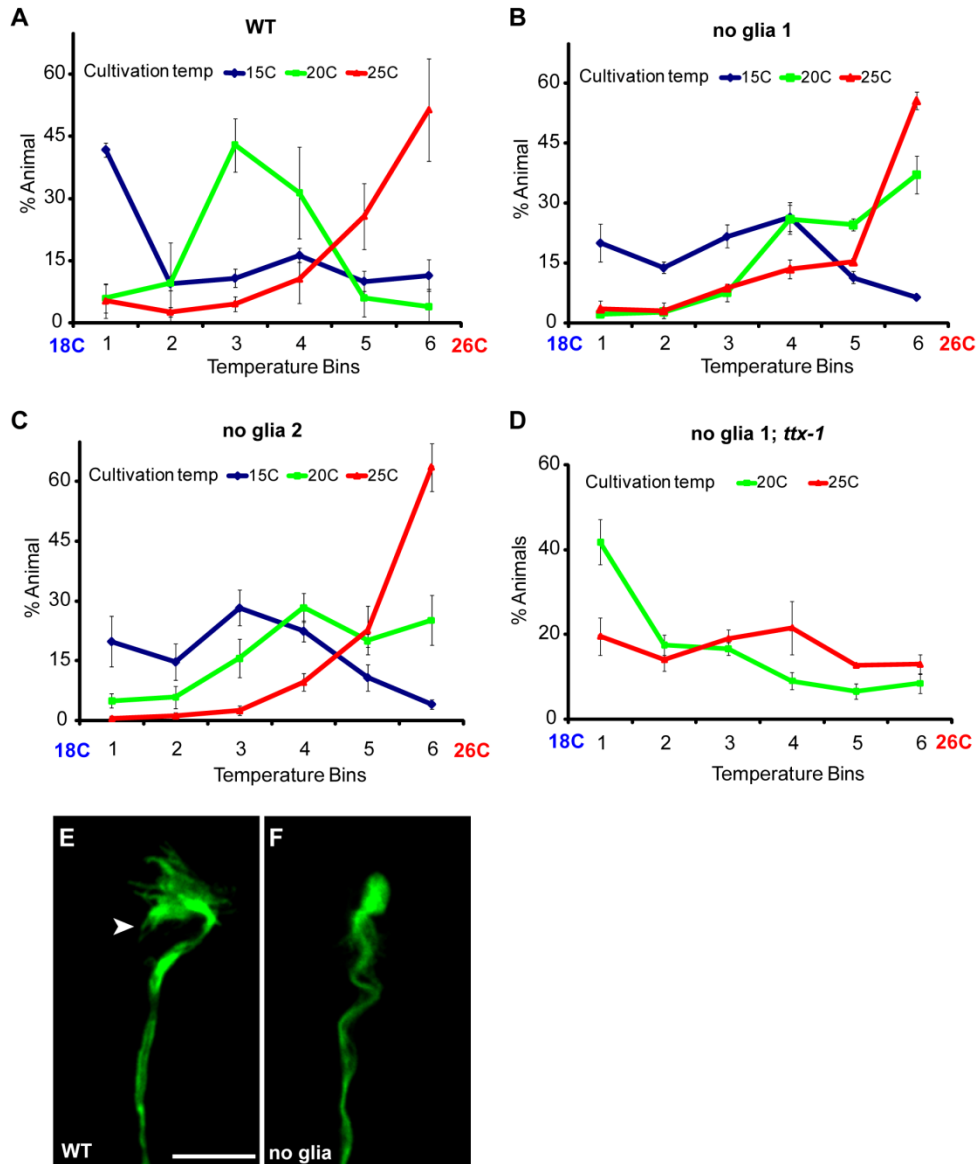 A
WT
Cultivation temp 15C 20C 25C
60
45
30
15
0
% Animal
1 2 3 4 5 6
18C 26C
Temperature Bins
B
no glia 1
Cultivation temp 15C 20C 25C
60
45
30
15
0
% Animal
1 2 3 4 5 6
18C 26C
Temperature Bins
C
no glia 2
Cultivation temp 15C 20C 25C
60
45
30
15
0
% Animal
1 2 3 4 5 6
18C 26C
Temperature Bins
D
no glia 1; ttx-1
Cultivation temp 20C 25C
60
40
20
0
% Animals
1 2 3 4 5 6
18C 26C
Temperature Bins
E
WT
F
no glia